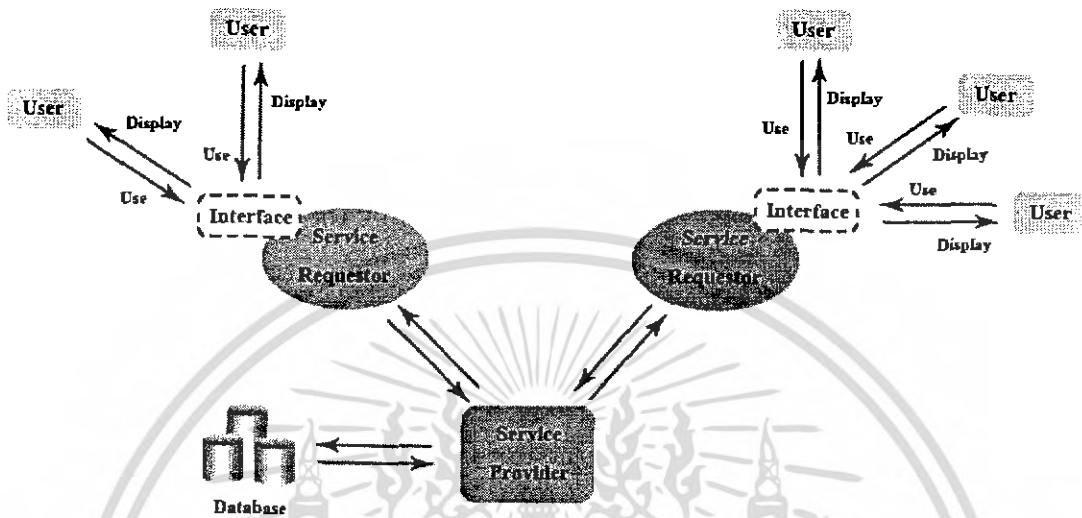 User
User
Display
Use
Display
Use
Interface
Service
Requestor
User
User
Display
Use
Use
Display
Use
User
Display
Interface
Service
Requestor
Service
Provider
Database